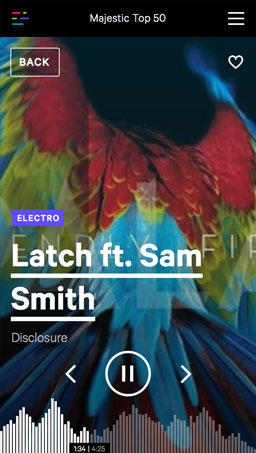 Majestic Top 50
BACK
ELECTRO
Latch ft. Sam
Smith
Disclosure
1:34 | 4:25